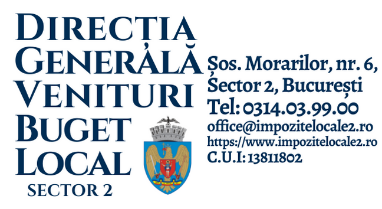 DIRECȚIA
GENERALĂ
VENITURI
BUGET
LOCAL
SECTOR 2
Șos. Morarilor, nr. 6,
Sector 2, București
Tel: 0314.03.99.00
office@impozitelocale2.ro
https://www.impozitelocale2.ro
C.U.I: 13811802